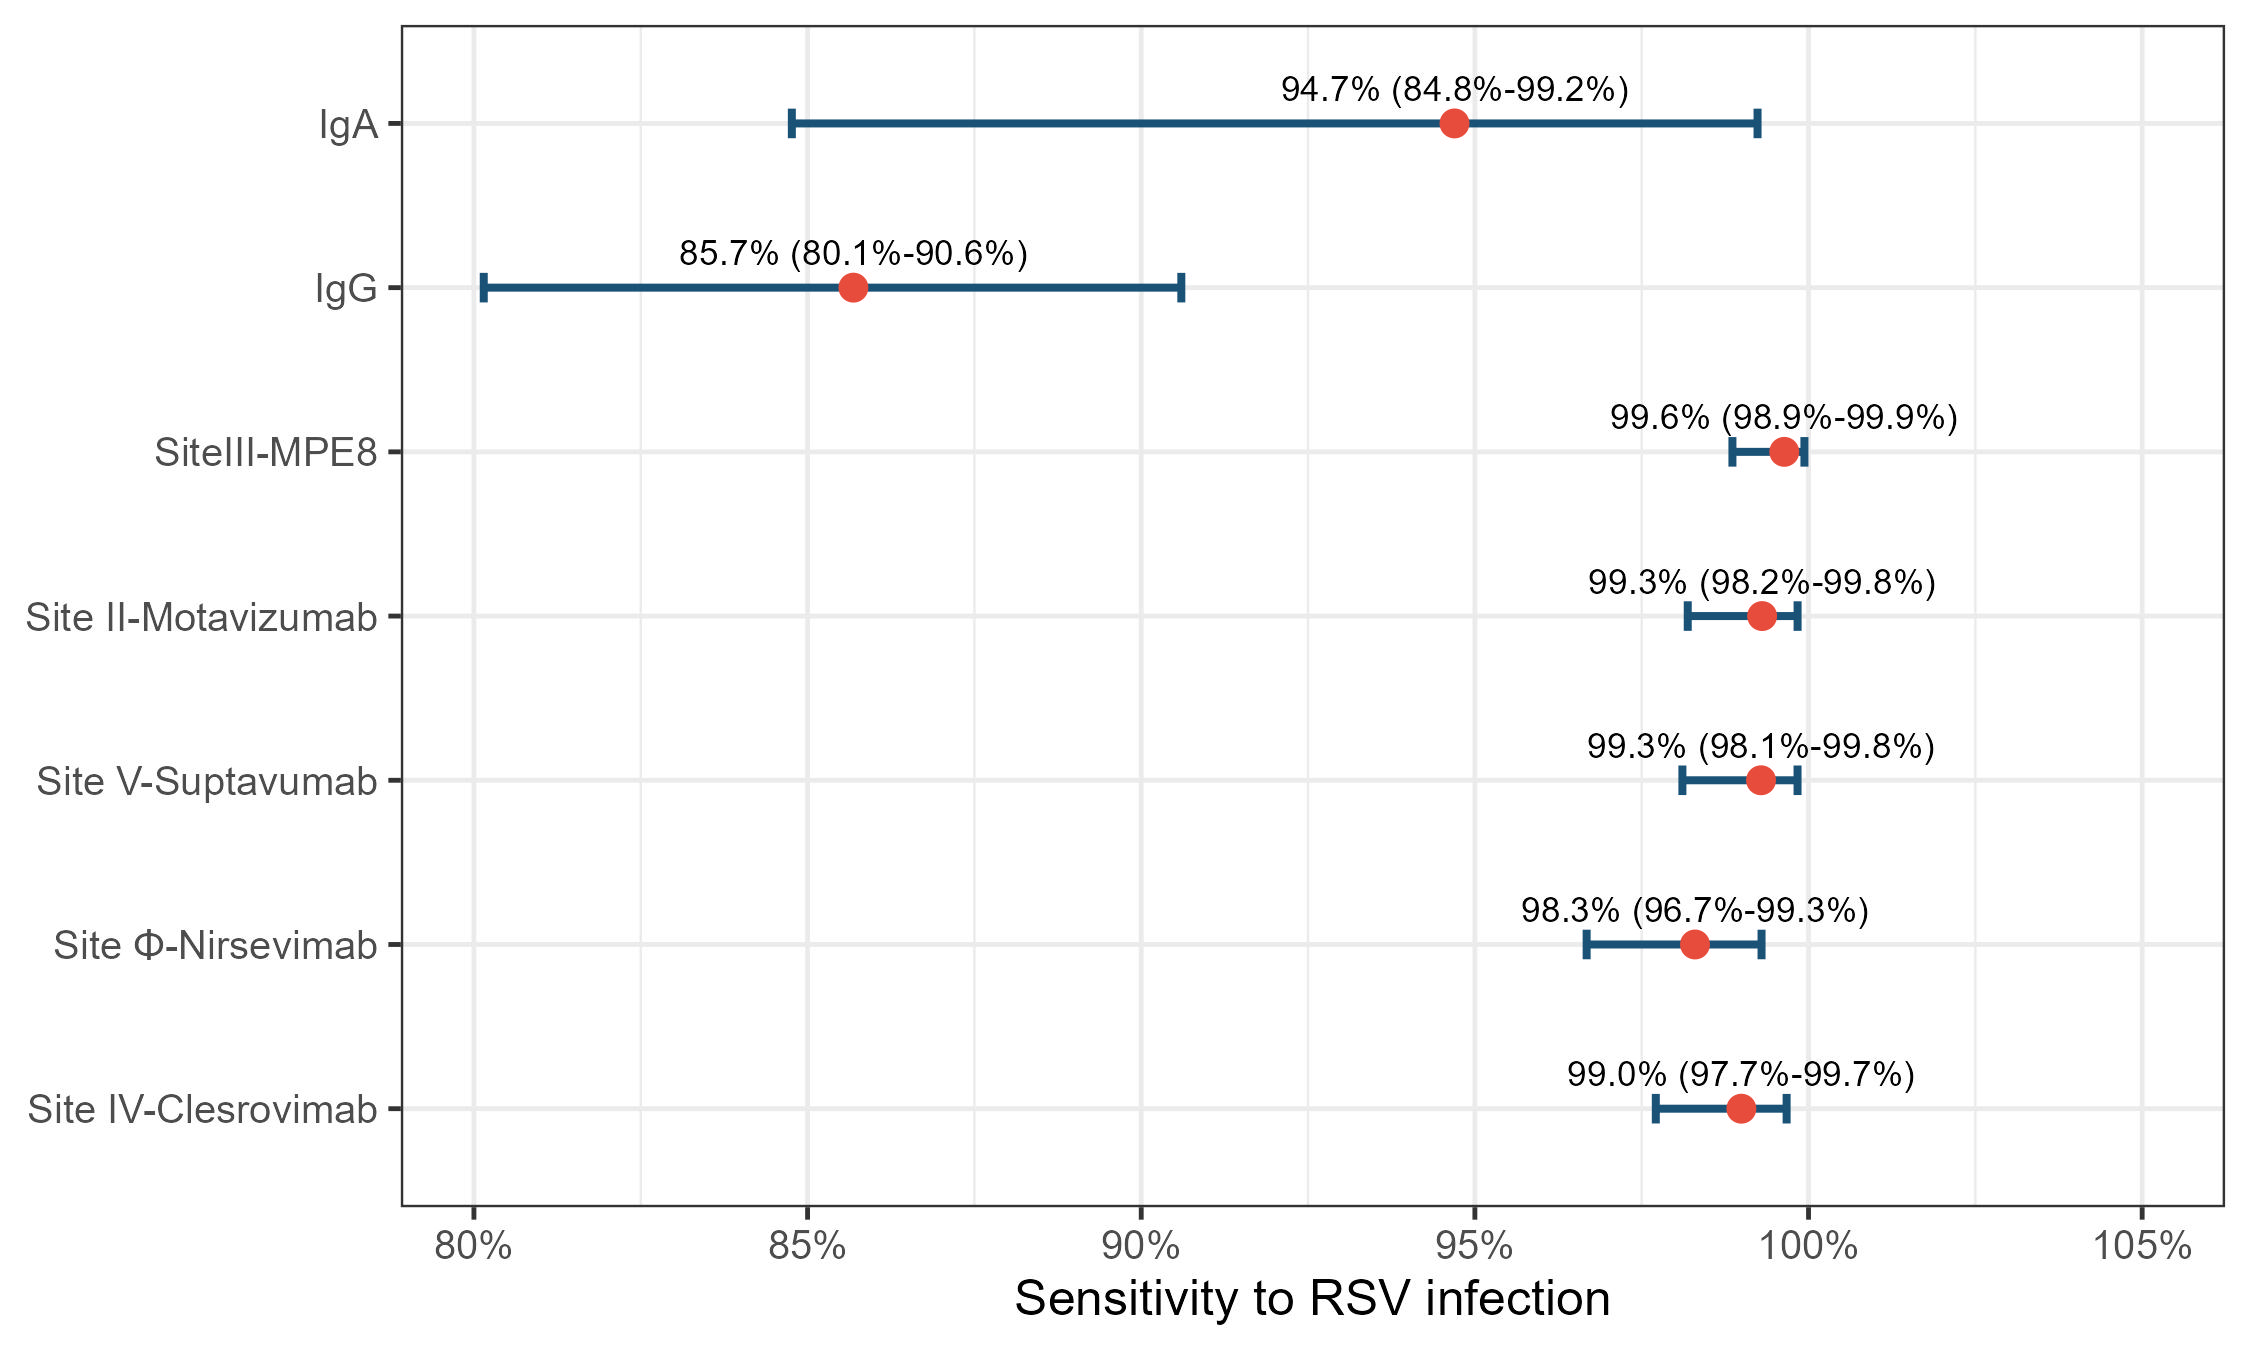 IgA
94.7% (84.8%-99.2%)
IgG
85.7% (80.1%-90.6%)
SiteIII-MPE8
99.6% (98.9%-99.9%)
Site II-Motavizumab
99.3% (98.2%-99.8%)
Site V-Suptavumab
99.3% (98.1%-99.8%)
Site Φ-Nirsevimab
98.3% (96.7%-99.3%)
Site IV-Clesrovimab
99.0% (97.7%-99.7%)
80% 85% 90% 95% 100% 105%
Sensitivity to RSV infection